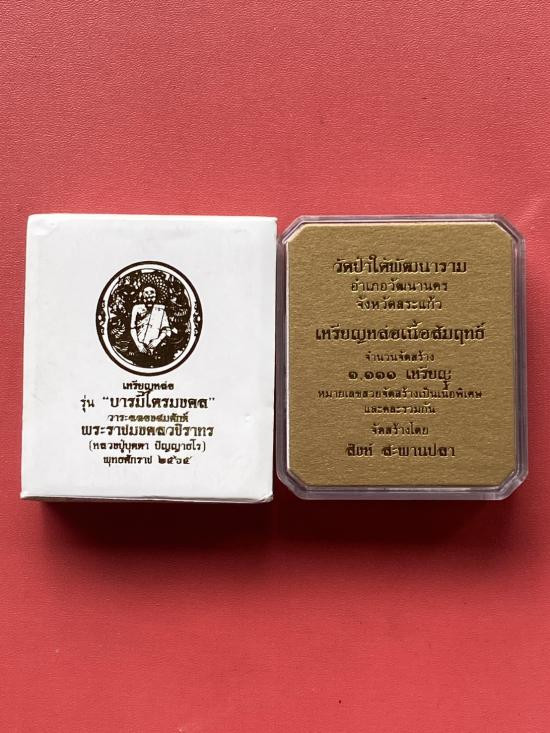 เหรียญหล่อ
รุ่น "บารมีไตรมงคล"
วาระฉลองสมศักดิ์
พระราชมงคลวชิราทร
(หลวงปู่บุดดา ปัญญาธโร)
พุทธศักราช ๒๕๖๕
วัดป่าใต้พัฒนาราม
อำเภอวัฒนานคร
จังหวัดสระแก้ว
เหรียญหล่อเนื้อสัมฤทธิ์
จำนวนจัดสร้าง
๑,๑๑๑ เหรียญ
หมายเลขสวยจัดสร้างเป็นเนื้อพิเศษ
และคละรวมกัน
จัดสร้างโดย
สิงห์ สะพานปลา